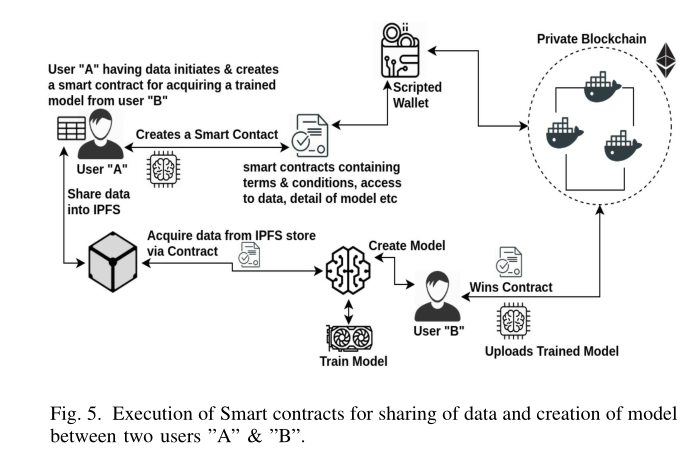 Private Blockchain
User "A" having data initiates & creates
a smart contract for acquiring a trained
model from user "B"
Scripted
Wallet
Creates a Smart Contact
User "A"
smart contracts containing
terms & conditions, access
to data, detail of model etc
Share data
into IPFS
Acquire data from IPFS store
via Contract
Create Model
Wins Contract
User "B"
Uploads Trained Model
Train Model
Fig. 5. Execution of Smart contracts for sharing of data and creation of model
between two users ”A” & ”B”.